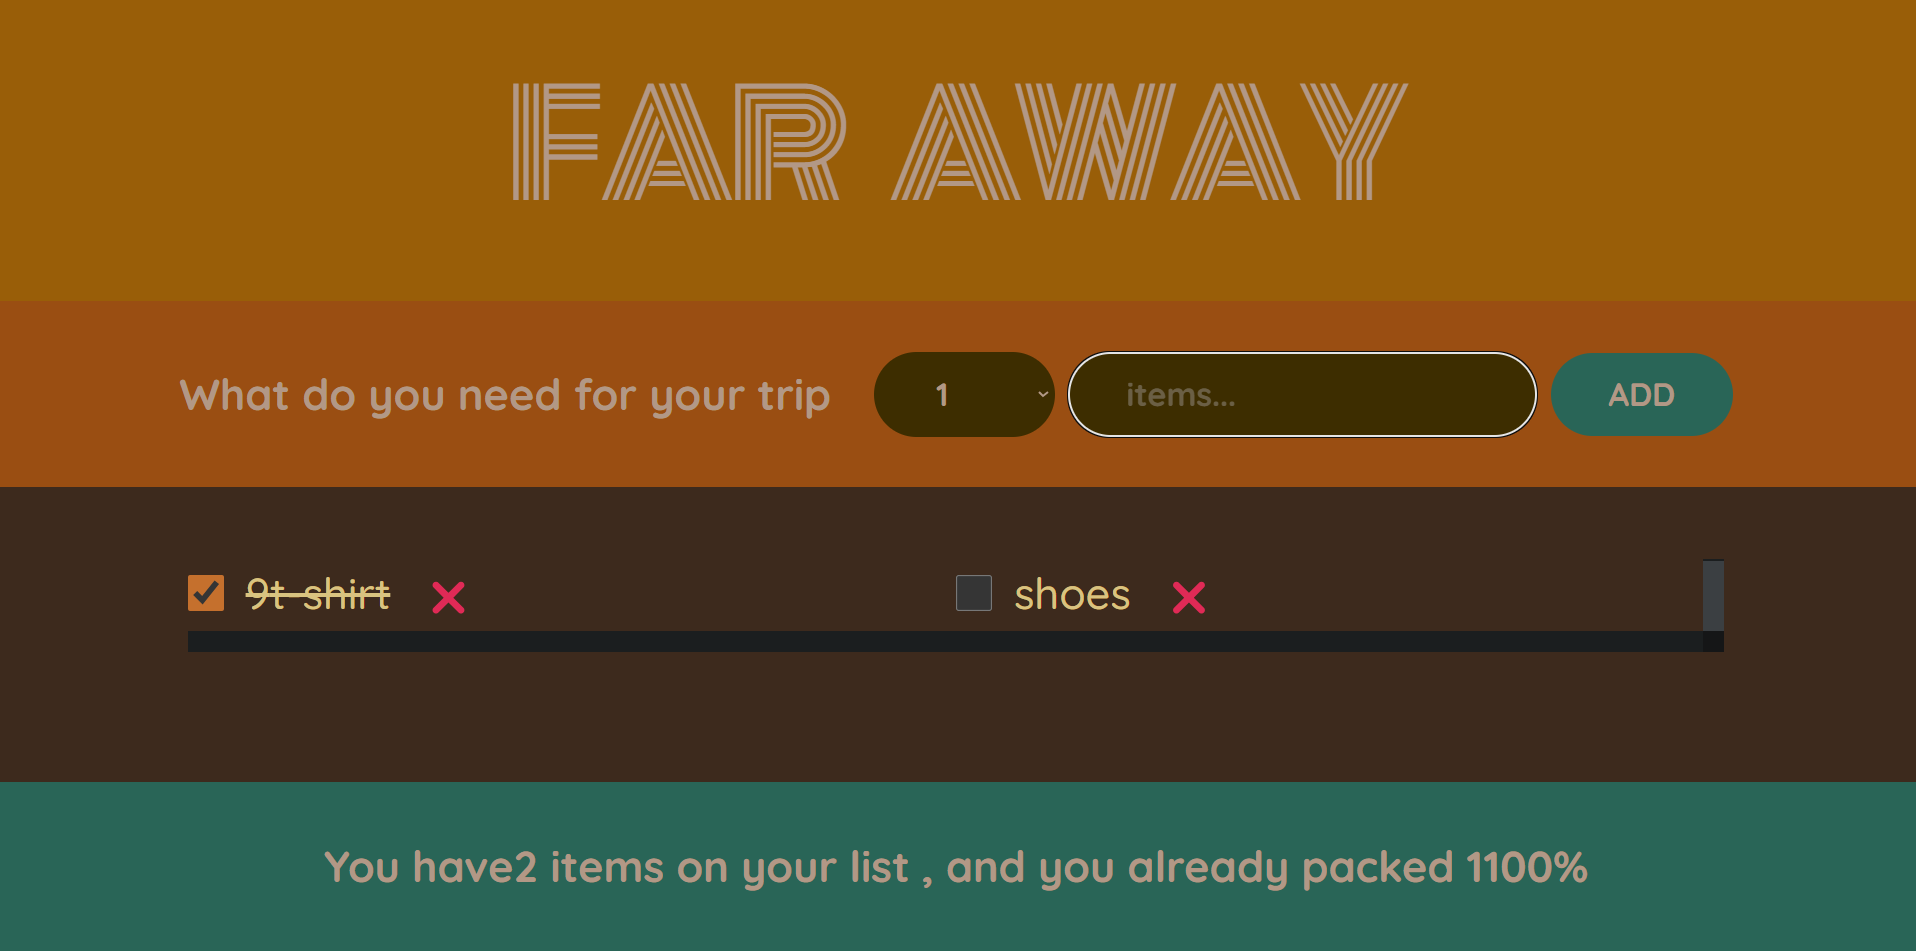 FAR AWAY
What do you need for your trip 1 items... ADD
9t-shirt shoes
You have2 items on your list , and you already packed 1100%